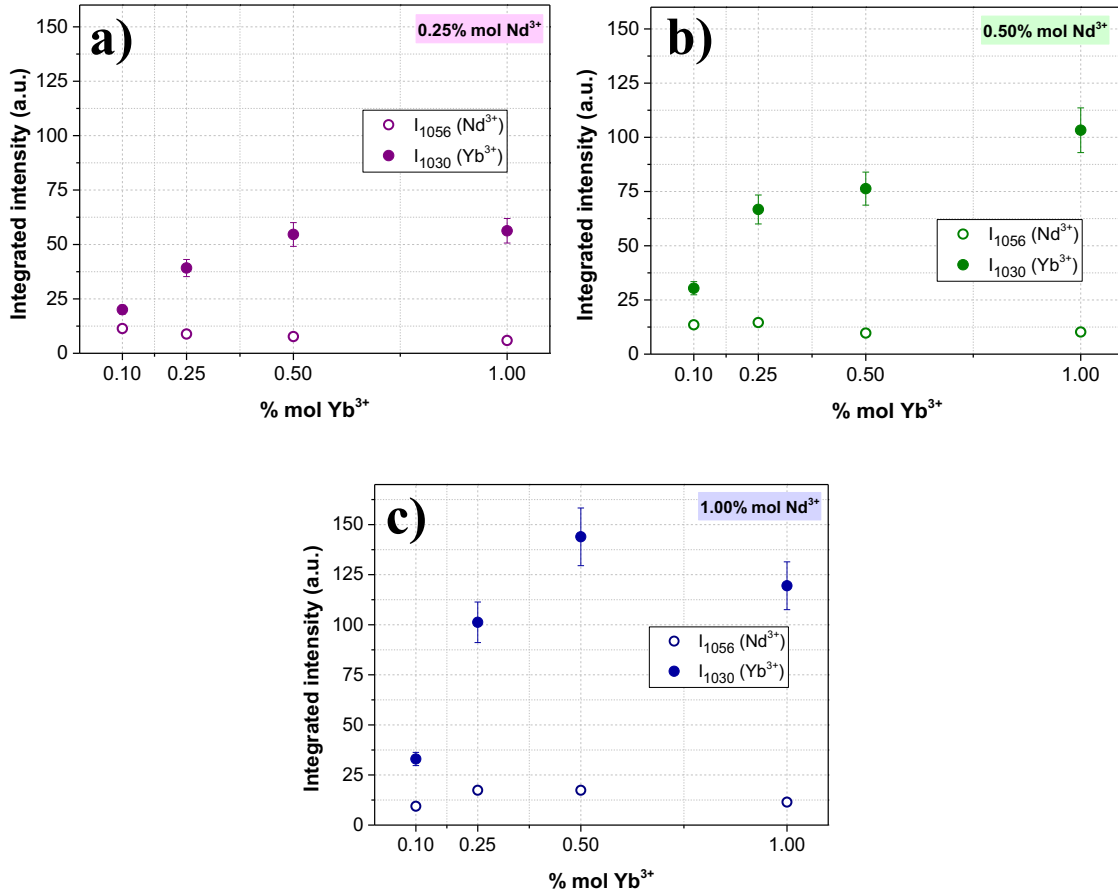 a)
0.25% mol Nd³⁺
Integrated intensity (a.u.)
150
125
100
75
50
25
0
I₁₀₅₆ (Nd³⁺)
I₁₀₃₀ (Yb³⁺)
0.10 0.25 0.50 1.00
% mol Yb³⁺
b)
0.50% mol Nd³⁺
Integrated intensity (a.u.)
150
125
100
75
50
25
0
I₁₀₅₆ (Nd³⁺)
I₁₀₃₀ (Yb³⁺)
0.10 0.25 0.50 1.00
% mol Yb³⁺
c)
1.00% mol Nd³⁺
Integrated intensity (a.u.)
150
125
100
75
50
25
0
I₁₀₅₆ (Nd³⁺)
I₁₀₃₀ (Yb³⁺)
0.10 0.25 0.50 1.00
% mol Yb³⁺